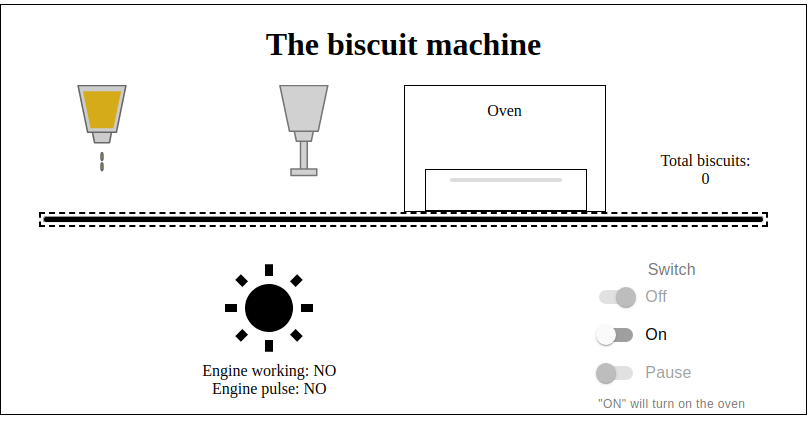 The biscuit machine
Oven
Total biscuits:
0
Switch
Off
On
Pause
"ON" will turn on the oven
Engine working: NO
Engine pulse: NO